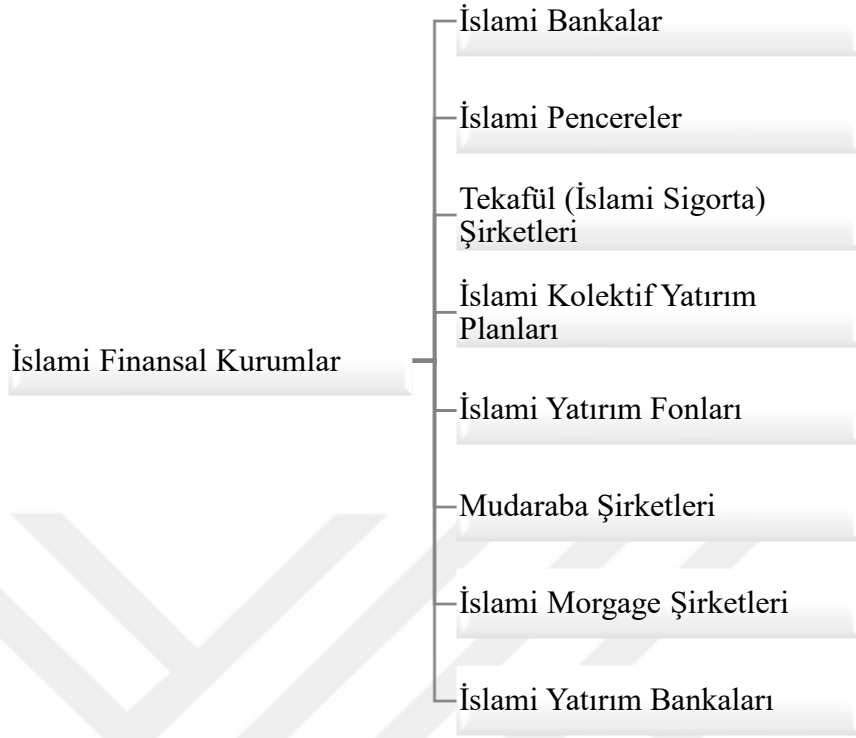 İslami Finansal Kurumlar
İslami Bankalar
İslami Pencereler
Tekafül (İslami Sigorta)
Şirketleri
İslami Kolektif Yatırım
Planları
İslami Yatırım Fonları
Mudaraba Şirketleri
İslami Morgage Şirketleri
İslami Yatırım Bankaları